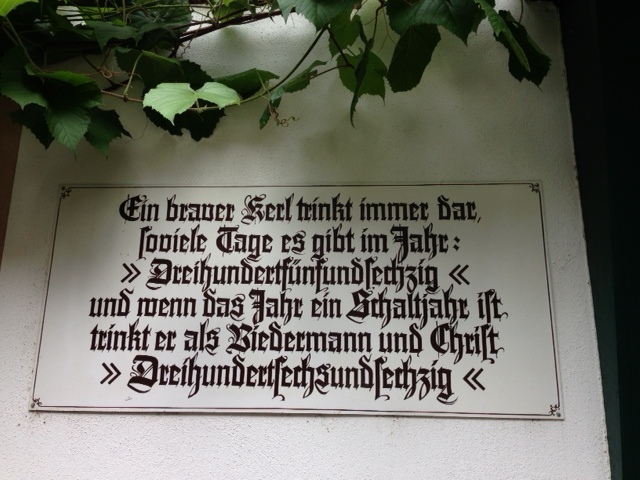 Ein braver Kerl trinkt immer dar,
soviele Tage es gibt im Jahr:
» Dreihundertfünfundsechzig «
und wenn das Jahr ein Schaltjahr ist,
trinkt er als Biedermann und Christ
» Dreihundertsechsundsechzig «